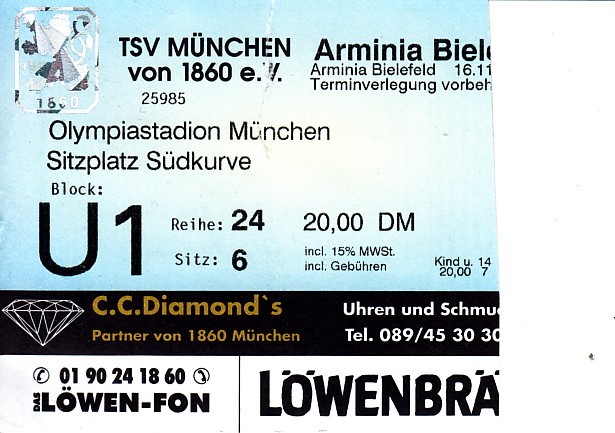 1860
TSV MÜNCHEN
von 1860 e.V.
25985
Arminia Biele
Arminia Bielefeld 16.11
Terminverlegung vorbeh
Olympiastadion München
Sitzplatz Südkurve
Block:
U1
Reihe: 24
Sitz: 6
20,00 DM
incl. 15% MWSt.
incl. Gebühren
Kind u. 14
20,00 7
C.C.Diamond`s
Partner von 1860 München
Uhren und Schmu
Tel. 089/45 30 30
✆ 01 90 24 18 60 ✆
DAS LÖWEN-FON
LÖWENBRÄ